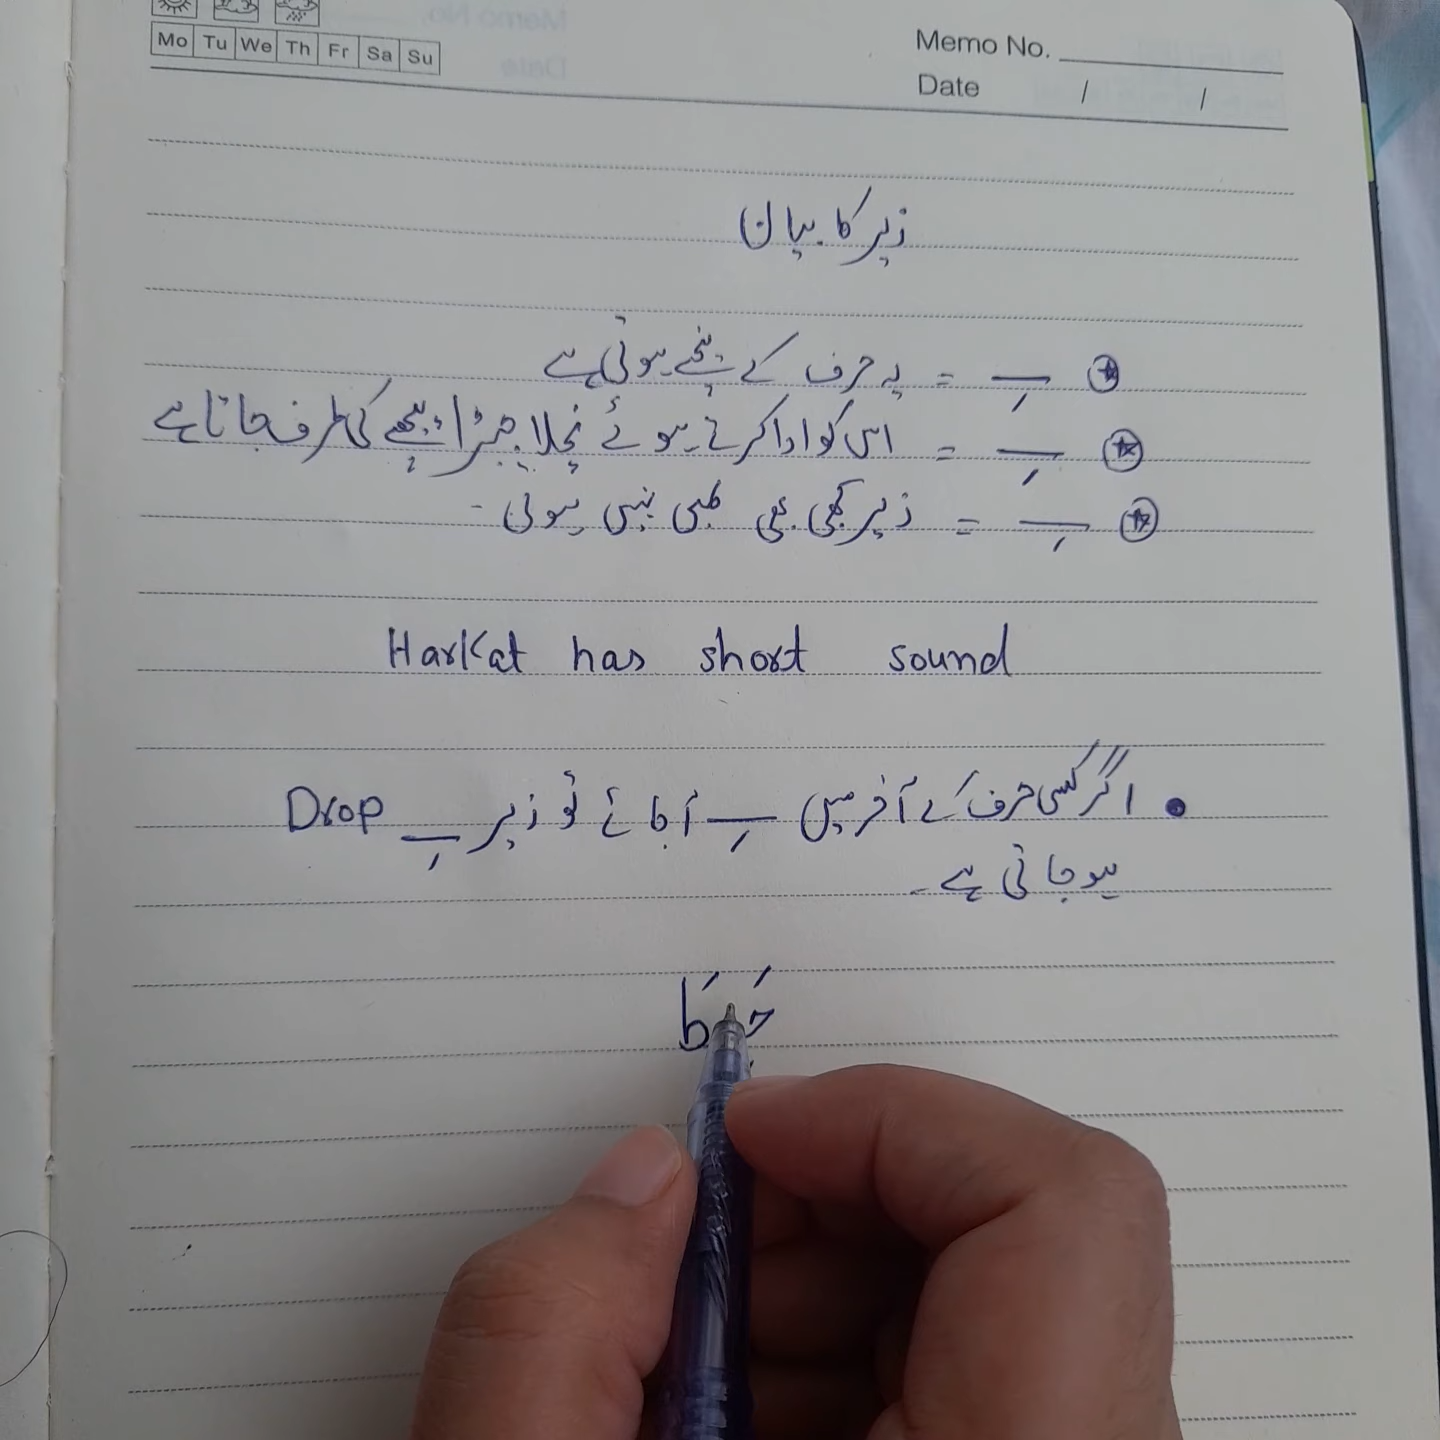 Mo Tu We Th Fr Sa Su
Memo No.
Date / /
زیر کا بیان
ـِ = یہ حرف کے نیچے ہوتی ہے
ـِ = اس کو ادا کرتے ہوئے نچلا جبڑا نیچے کی طرف جاتا ہے
ـِ = زیر کبھی بھی لمبی نہیں ہوتی -
Harkat has short sound
• اگر کسی حرف کے آخر میں ـِ آ جائے تو زیر ـِ Drop
ہو جاتی ہے -